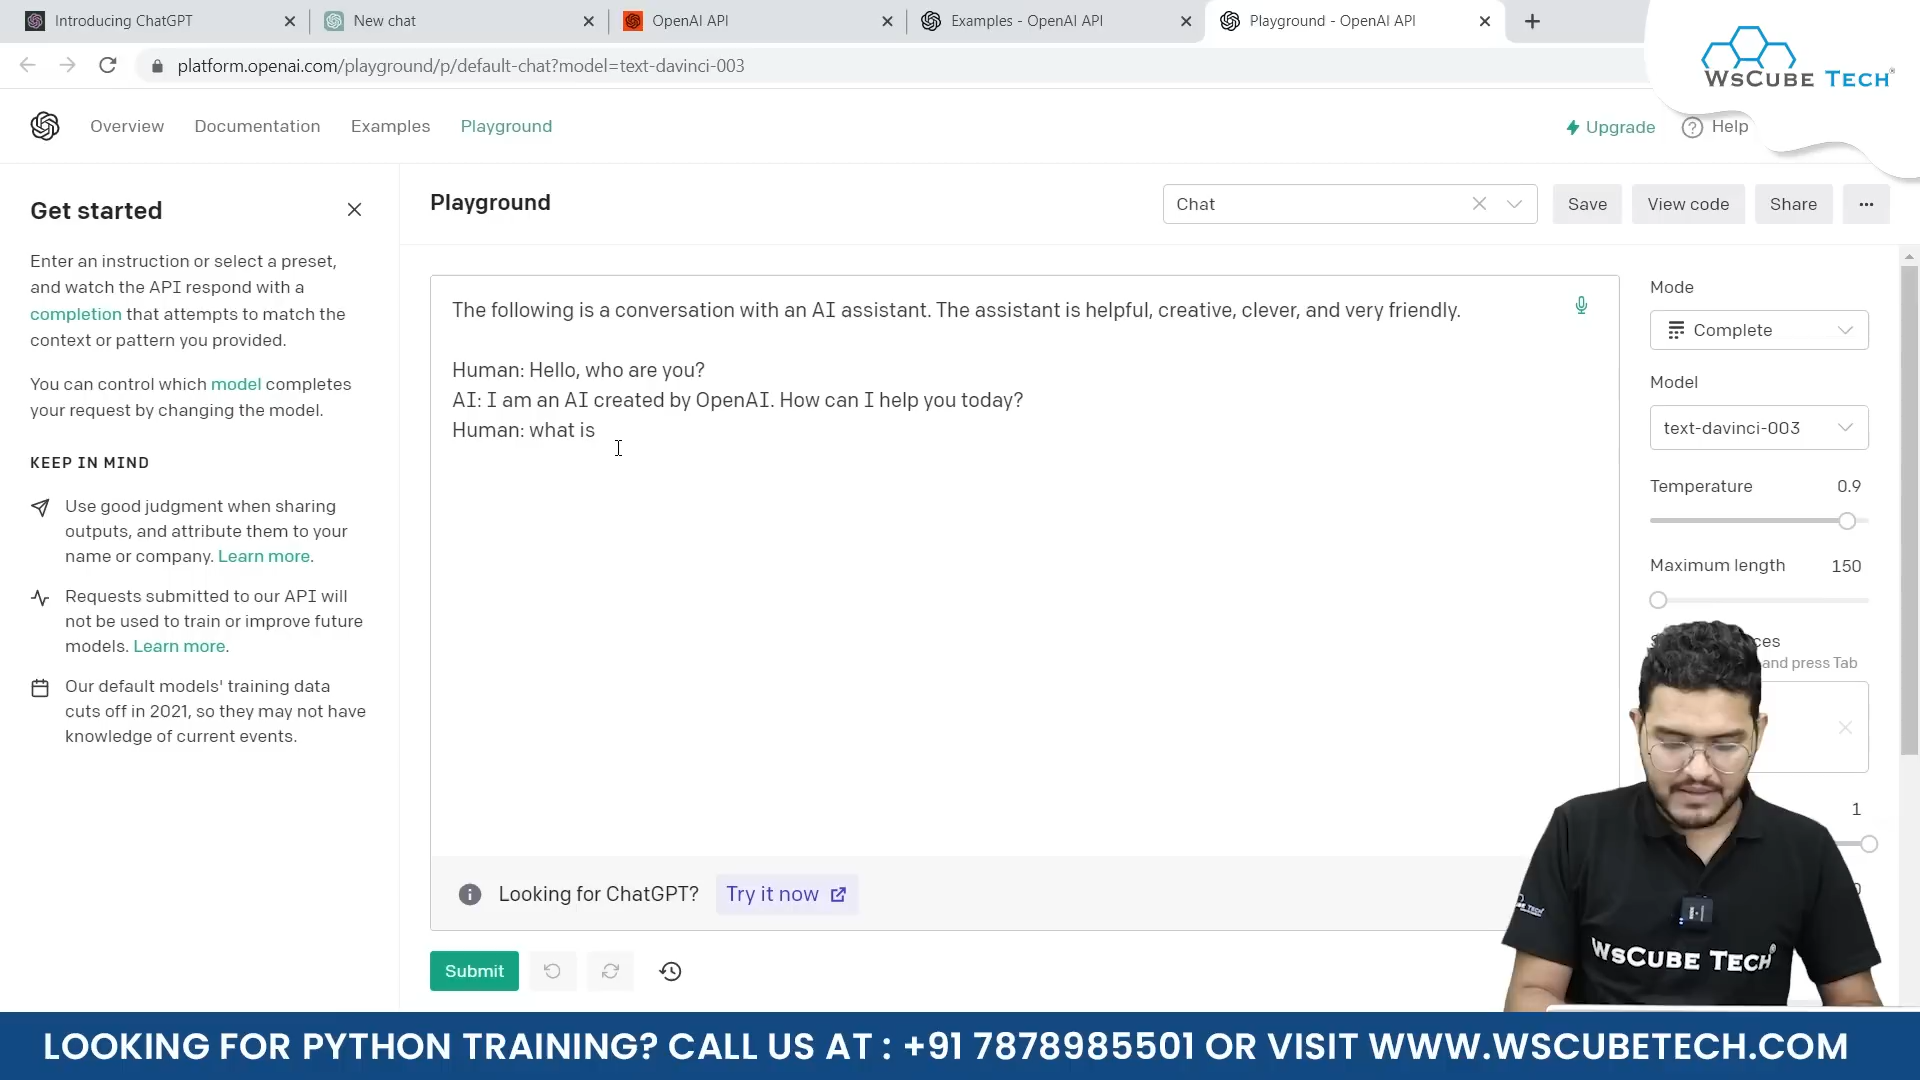 Introducing ChatGPT
New chat
OpenAI API
Examples - OpenAI API
Playground - OpenAI API
WsCUBE TECH®
platform.openai.com/playground/p/default-chat?model=text-davinci-003
Overview
Documentation
Examples
Playground
Upgrade
Help
Get started
Enter an instruction or select a preset,
and watch the API respond with a
completion that attempts to match the
context or pattern you provided.
You can control which model completes
your request by changing the model.
KEEP IN MIND
Use good judgment when sharing
outputs, and attribute them to your
name or company. Learn more.
Requests submitted to our API will
not be used to train or improve future
models. Learn more.
Our default models' training data
cuts off in 2021, so they may not have
knowledge of current events.
Playground
Chat
Save
View code
Share
The following is a conversation with an AI assistant. The assistant is helpful, creative, clever, and very friendly.
Human: Hello, who are you?
AI: I am an AI created by OpenAI. How can I help you today?
Human: what is
Looking for ChatGPT?
Try it now
Submit
Mode
Complete
Model
text-davinci-003
Temperature 0.9
Maximum length 150
and press Tab
1
WsCUBE TECH®
LOOKING FOR PYTHON TRAINING? CALL US AT : +91 7878985501 OR VISIT WWW.WSCUBETECH.COM